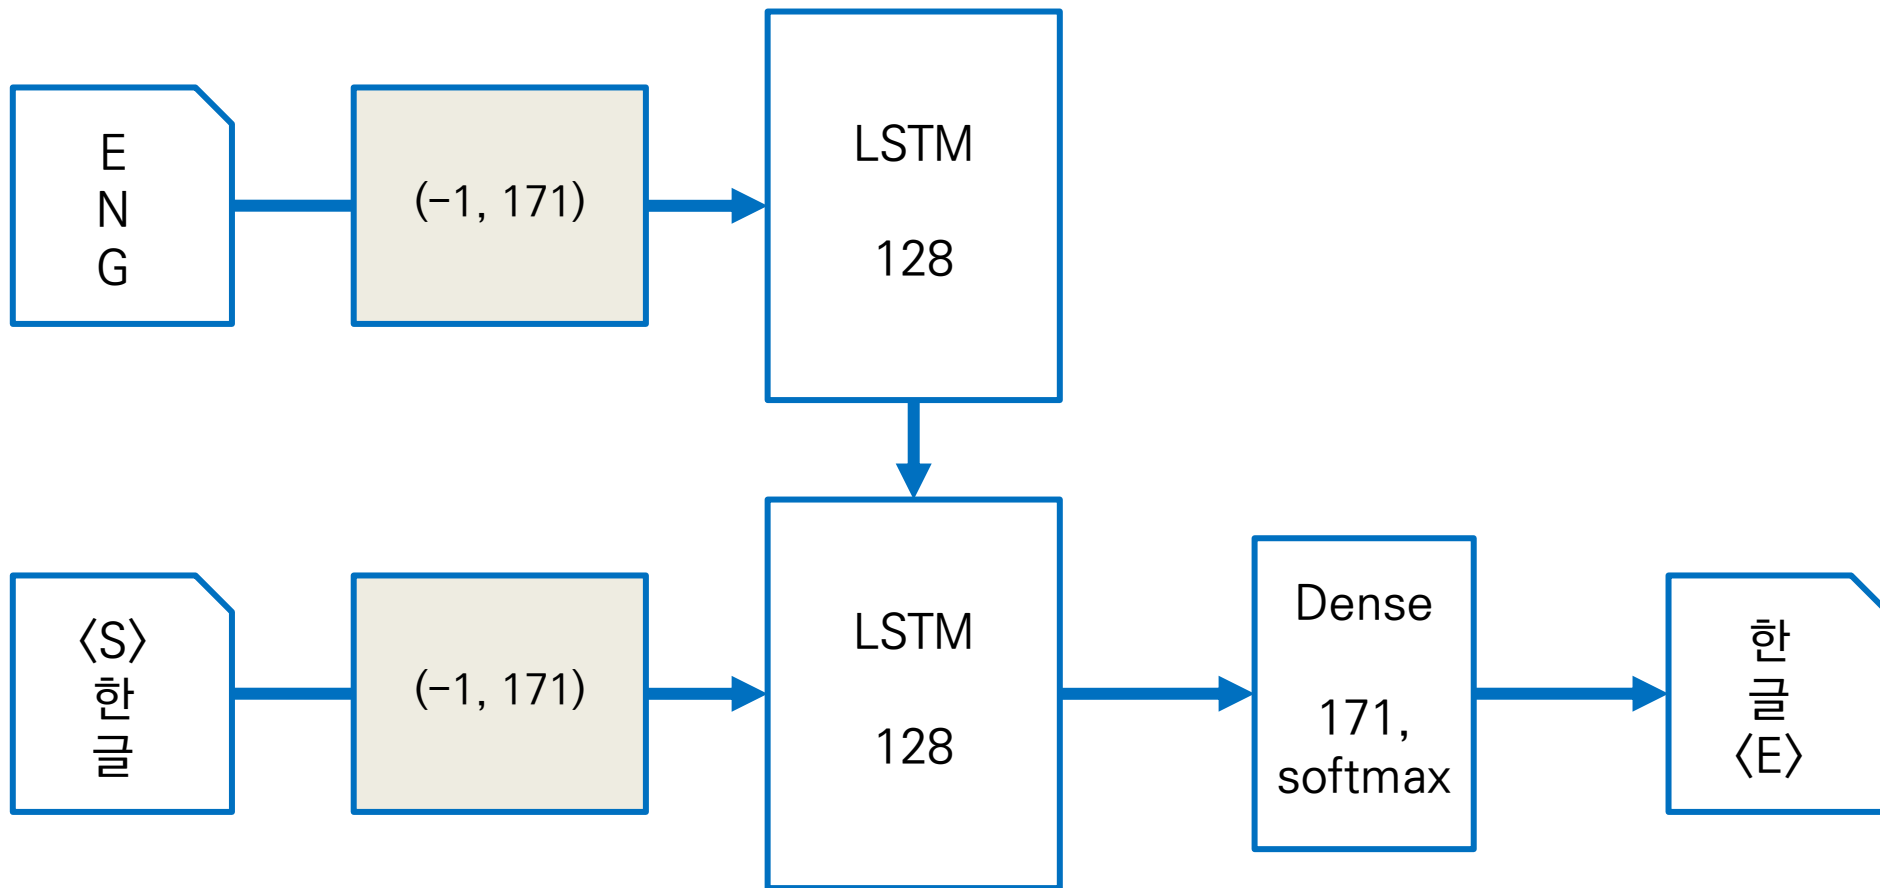 E
N
G
(-1, 171)
LSTM
128
〈S〉
한
글
(-1, 171)
LSTM
128
Dense
171,
softmax
한
글
〈E〉